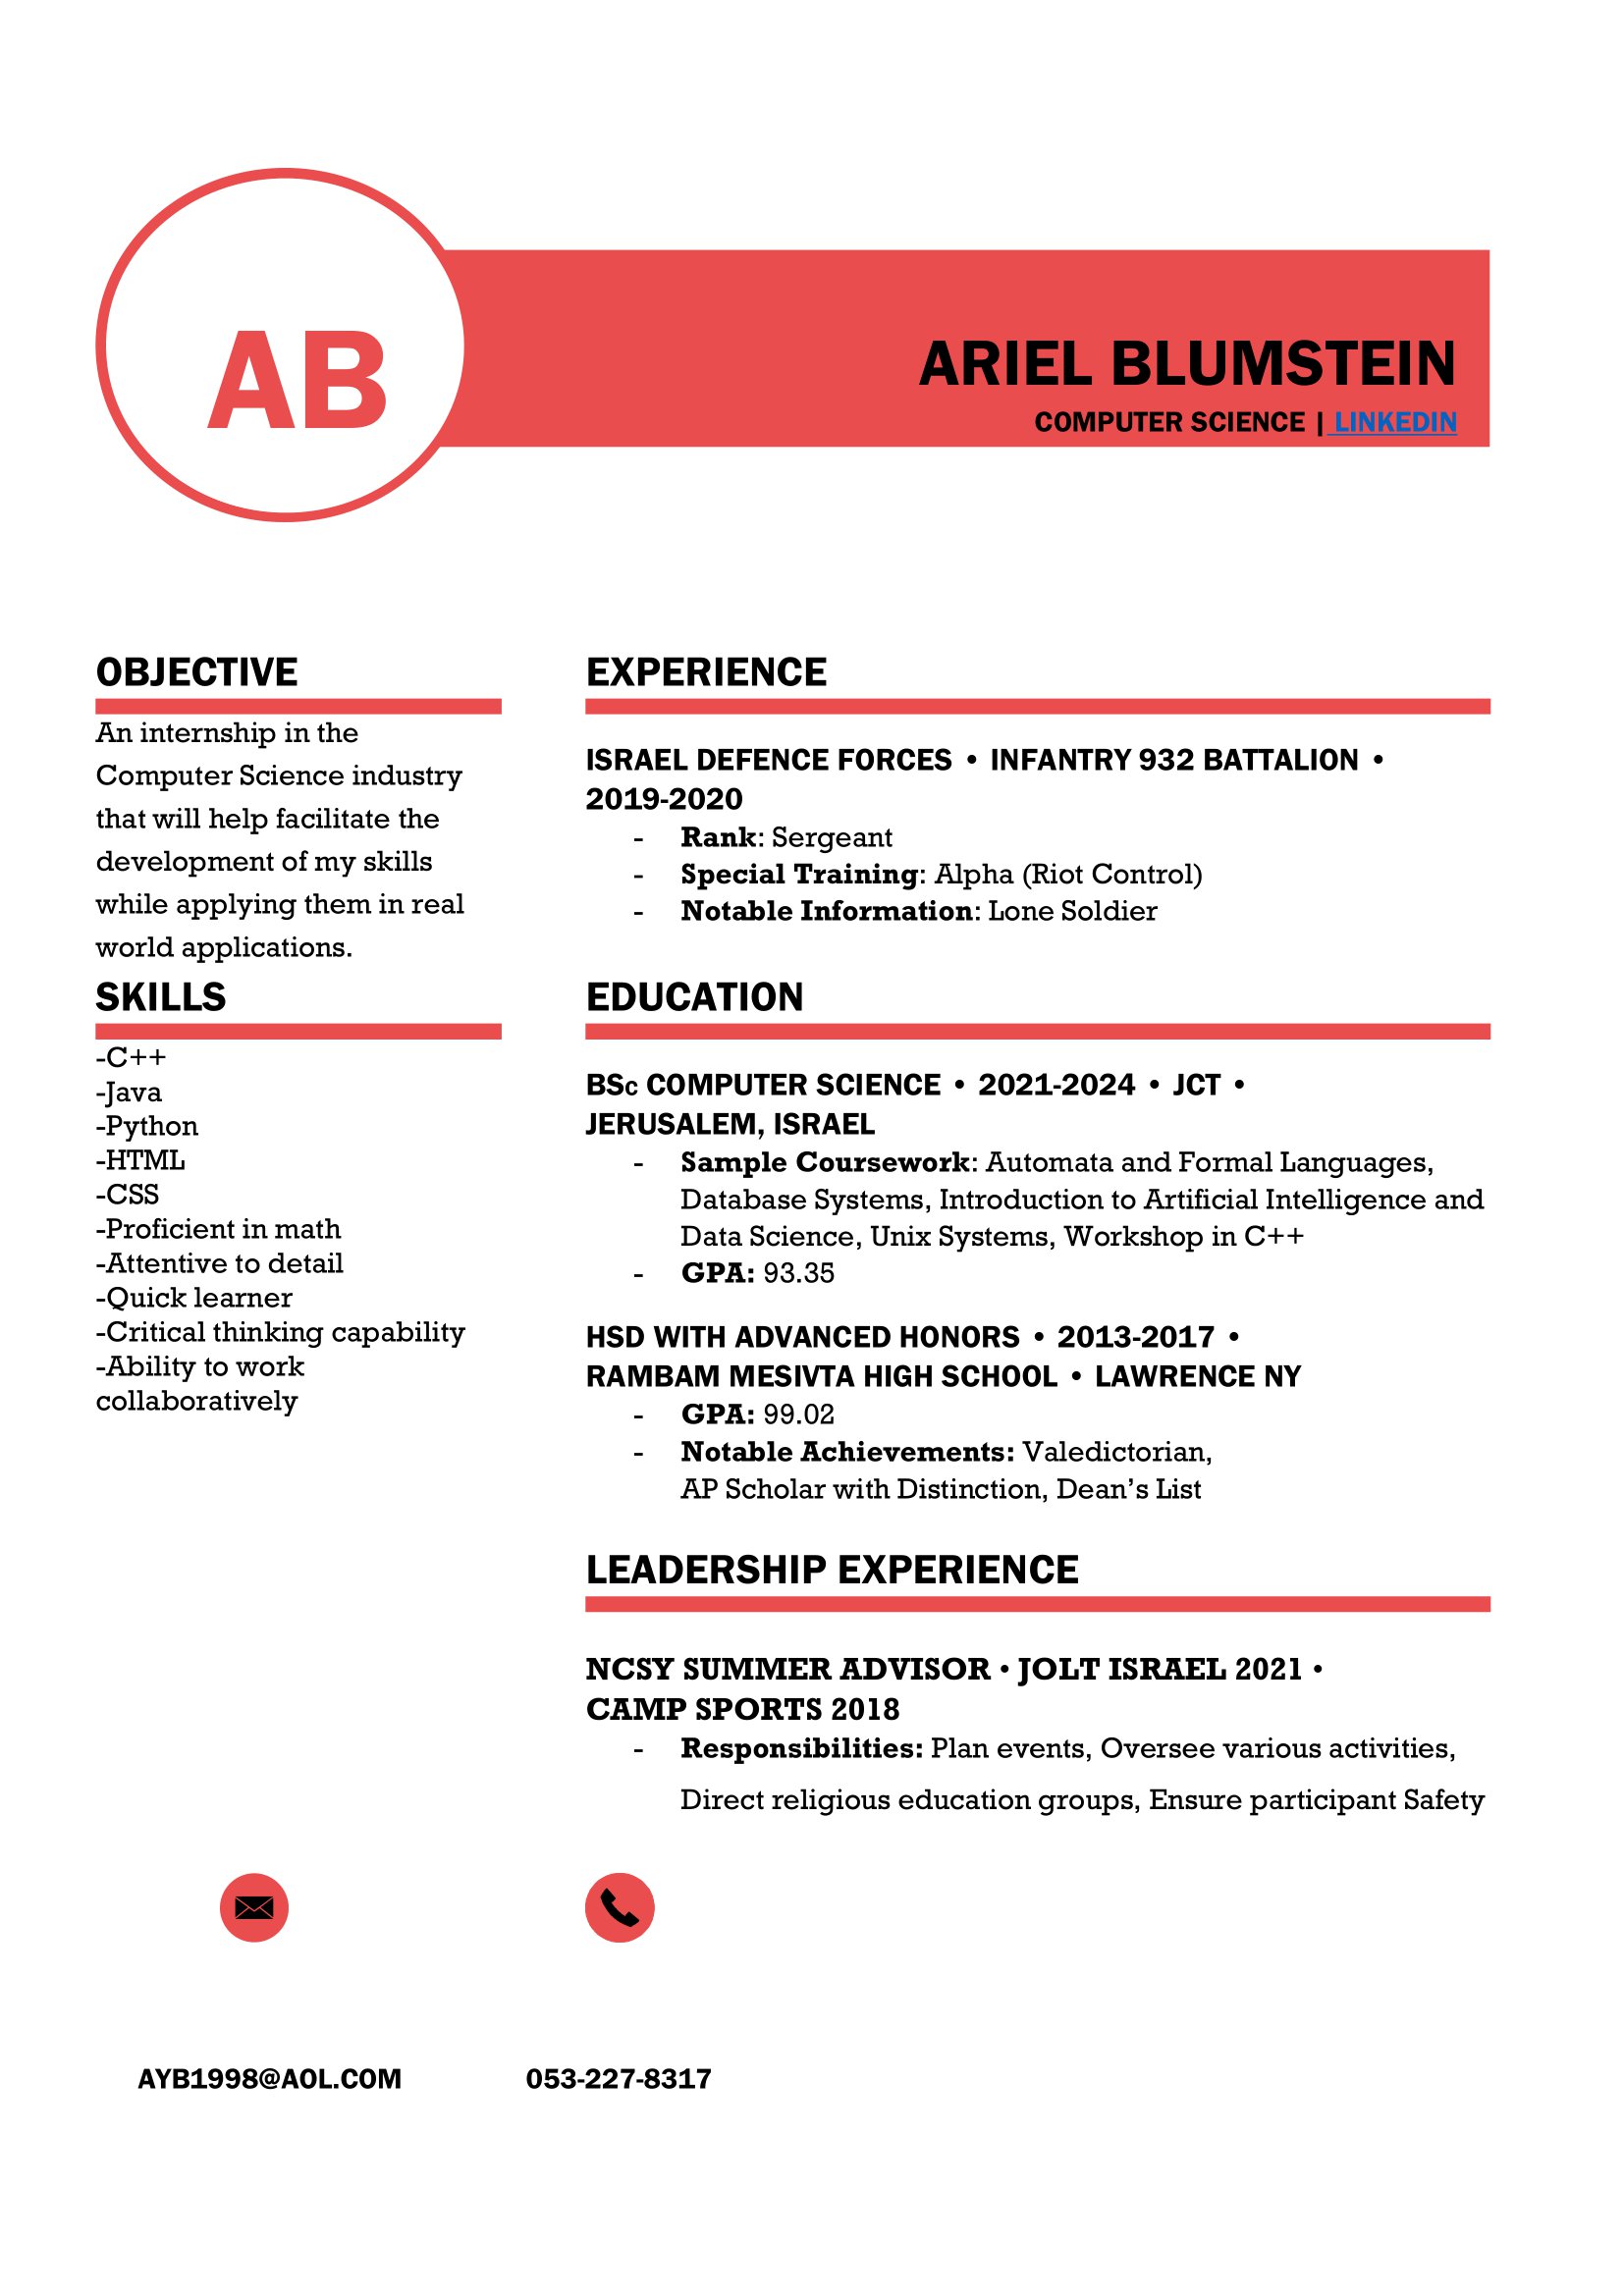 AB
ARIEL BLUMSTEIN
COMPUTER SCIENCE | LINKEDIN
OBJECTIVE
An internship in the
Computer Science industry
that will help facilitate the
development of my skills
while applying them in real
world applications.
SKILLS
-C++
-Java
-Python
-HTML
-CSS
-Proficient in math
-Attentive to detail
-Quick learner
-Critical thinking capability
-Ability to work
collaboratively
EXPERIENCE
ISRAEL DEFENCE FORCES • INFANTRY 932 BATTALION •
2019-2020
- Rank: Sergeant
- Special Training: Alpha (Riot Control)
- Notable Information: Lone Soldier
EDUCATION
BSc COMPUTER SCIENCE • 2021-2024 • JCT •
JERUSALEM, ISRAEL
- Sample Coursework: Automata and Formal Languages,
Database Systems, Introduction to Artificial Intelligence and
Data Science, Unix Systems, Workshop in C++
- GPA: 93.35
HSD WITH ADVANCED HONORS • 2013-2017 •
RAMBAM MESIVTA HIGH SCHOOL • LAWRENCE NY
- GPA: 99.02
- Notable Achievements: Valedictorian,
AP Scholar with Distinction, Dean’s List
LEADERSHIP EXPERIENCE
NCSY SUMMER ADVISOR • JOLT ISRAEL 2021 •
CAMP SPORTS 2018
- Responsibilities: Plan events, Oversee various activities,
Direct religious education groups, Ensure participant Safety
AYB1998@AOL.COM
053-227-8317